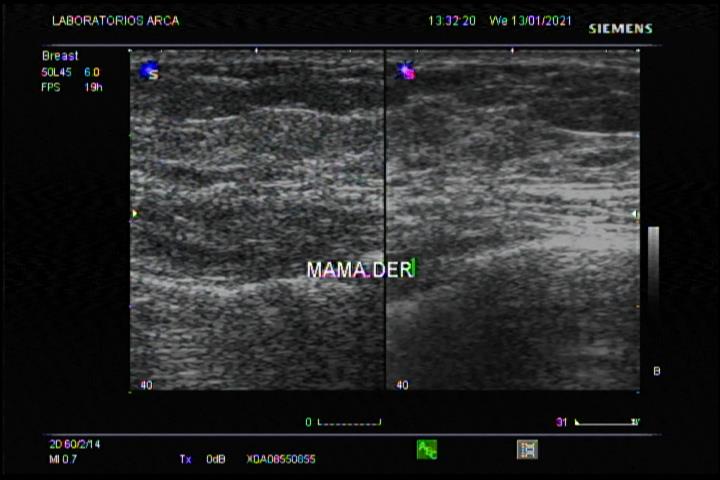 LABORATORIOS ARCA
13:32:20 We 13/01/2021
SIEMENS
Breast
50L45 6.0
FPS 19h
S
S
MAMA DER
40
40
B
0
31
2D 60/2/14
MI 0.7
Tx 0dB
ABC